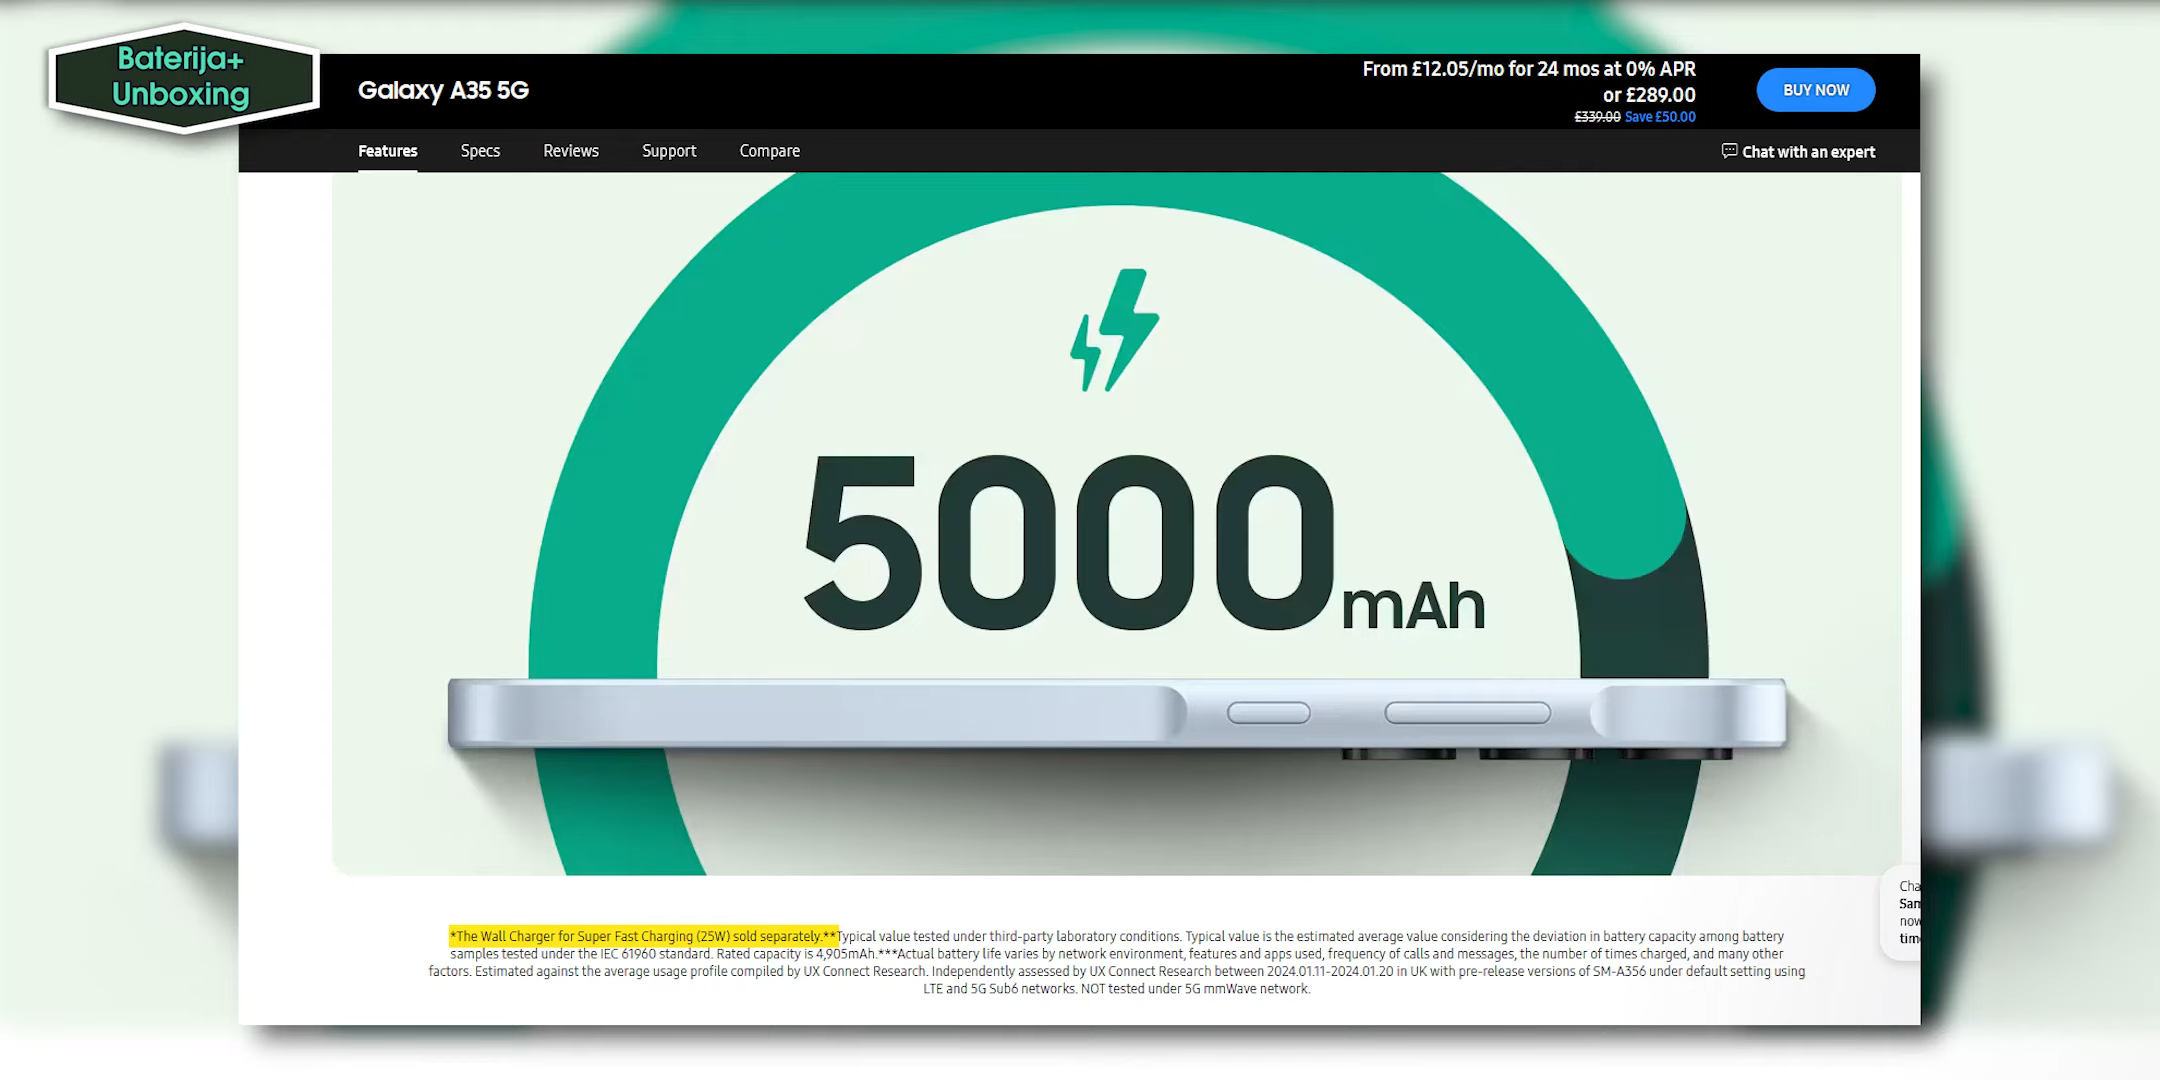 Baterija+
Unboxing
Galaxy A35 5G
From £12.05/mo for 24 mos at 0% APR
or £289.00
£339.00 Save £50.00
BUY NOW
Features Specs Reviews Support Compare
Chat with an expert
5000mAh
*The Wall Charger for Super Fast Charging (25W) sold separately.**Typical value tested under third-party laboratory conditions. Typical value is the estimated average value considering the deviation in battery capacity among battery
samples tested under the IEC 61960 standard. Rated capacity is 4,905mAh.***Actual battery life varies by network environment, features and apps used, frequency of calls and messages, the number of times charged, and many other
factors. Estimated against the average usage profile compiled by UX Connect Research. Independently assessed by UX Connect Research between 2024.01.11-2024.01.20 in UK with pre-release versions of SM-A356 under default setting using
LTE and 5G Sub6 networks. NOT tested under 5G mmWave network.
now